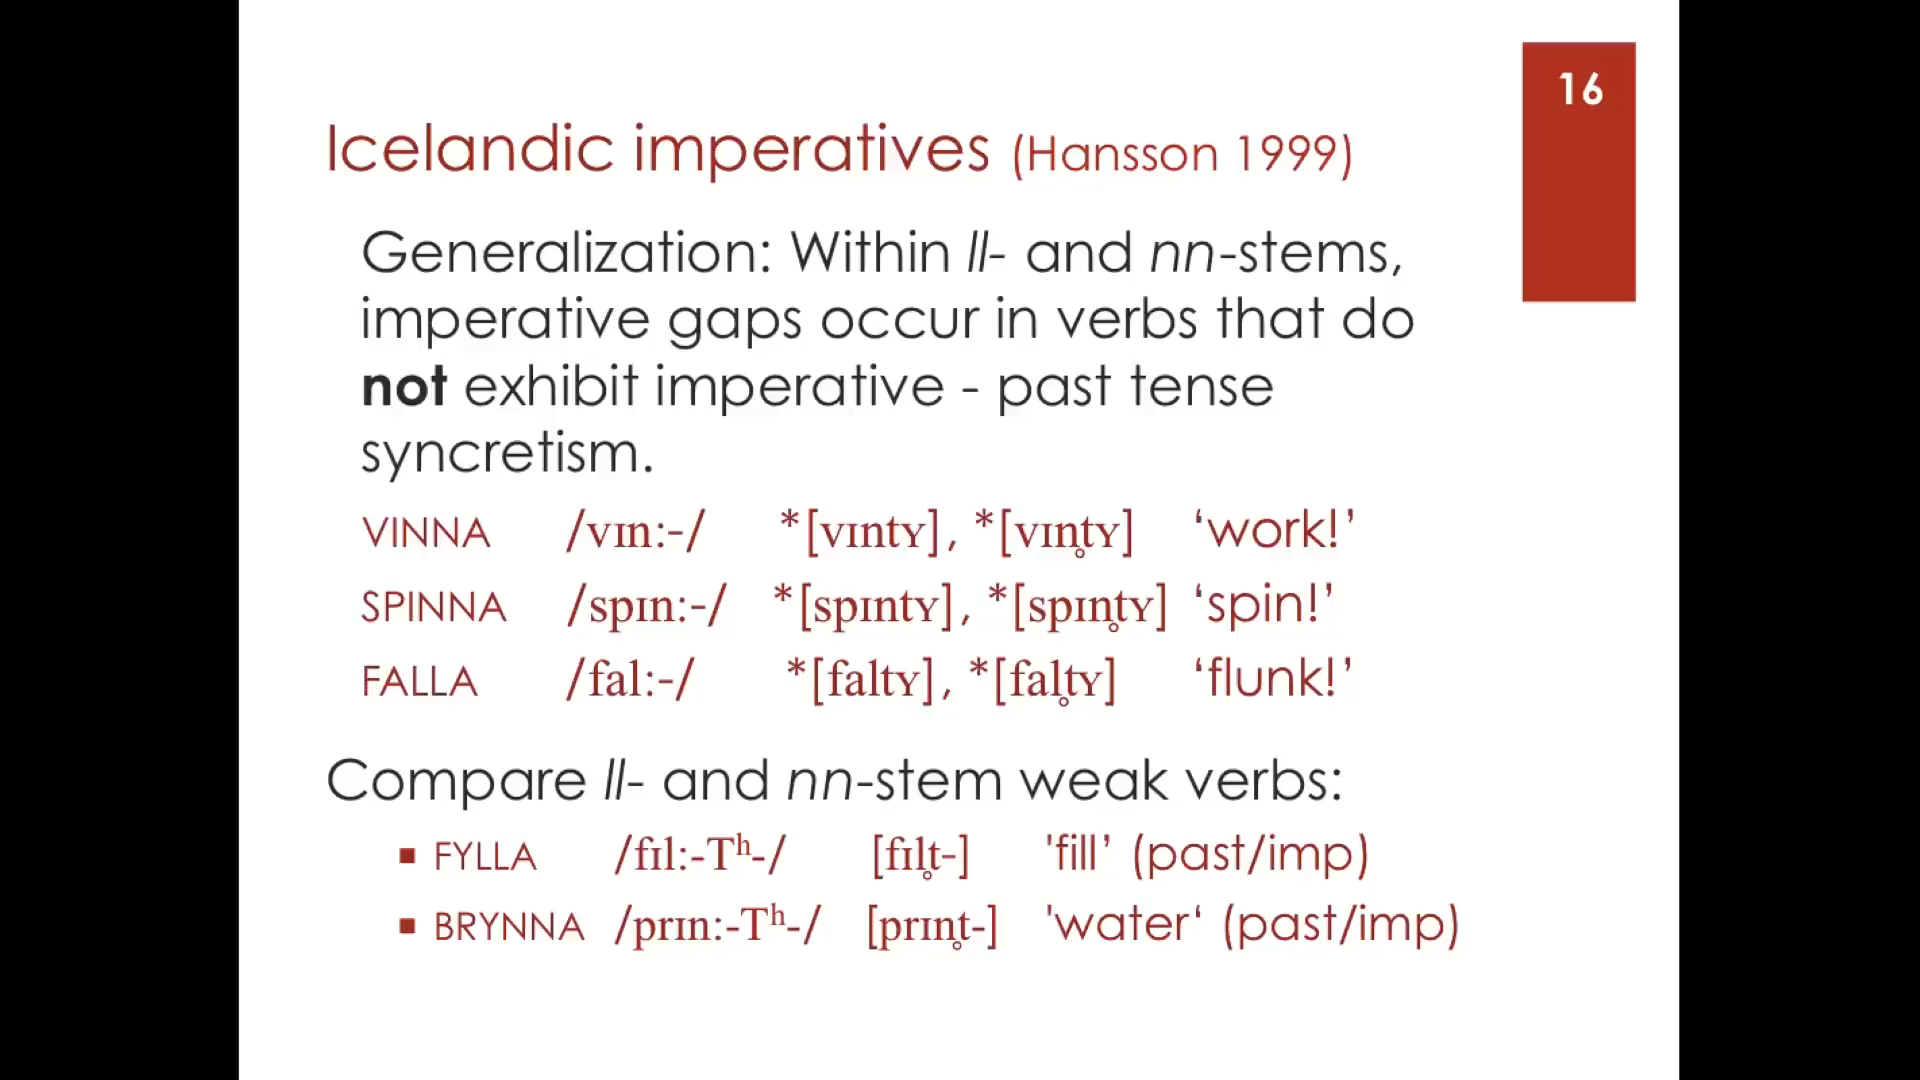 16
Icelandic imperatives (Hansson 1999)
Generalization: Within ll- and nn-stems,
imperative gaps occur in verbs that do
not exhibit imperative - past tense
syncretism.
VINNA /vɪn:-/ *[vɪntʏ], *[vɪn̥tʏ] ‘work!’
SPINNA /spɪn:-/ *[spɪntʏ], *[spɪn̥tʏ] ‘spin!’
FALLA /fal:-/ *[faltʏ], *[fal̥tʏ] ‘flunk!’
Compare ll- and nn-stem weak verbs:
▪ FYLLA /fɪl:-Tʰ-/ [fɪl̥t-] 'fill’ (past/imp)
▪ BRYNNA /prɪn:-Tʰ-/ [prɪn̥t-] 'water‘ (past/imp)